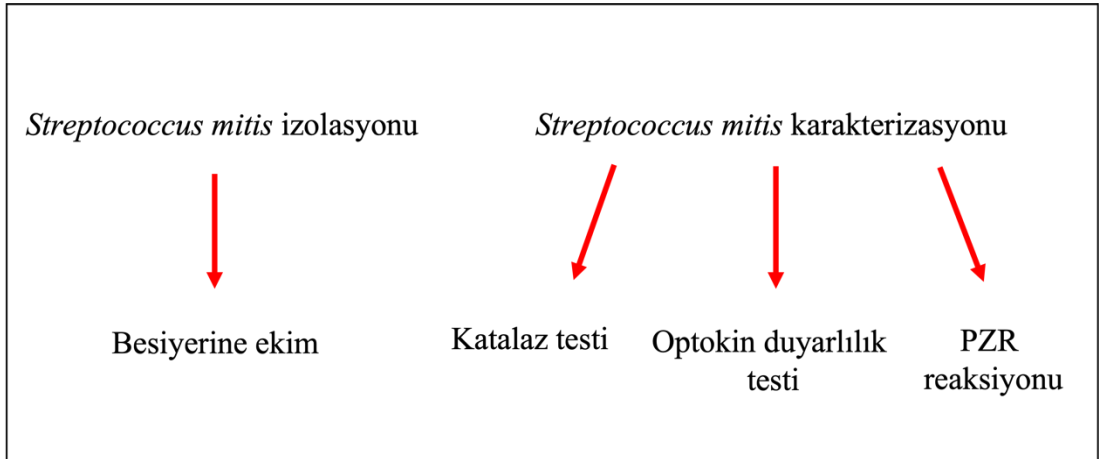 Streptococcus mitis izolasyonu
Streptococcus mitis karakterizasyonu
Besiyerine ekim
Katalaz testi
Optokin duyarlılık
testi
PZR
reaksiyonu